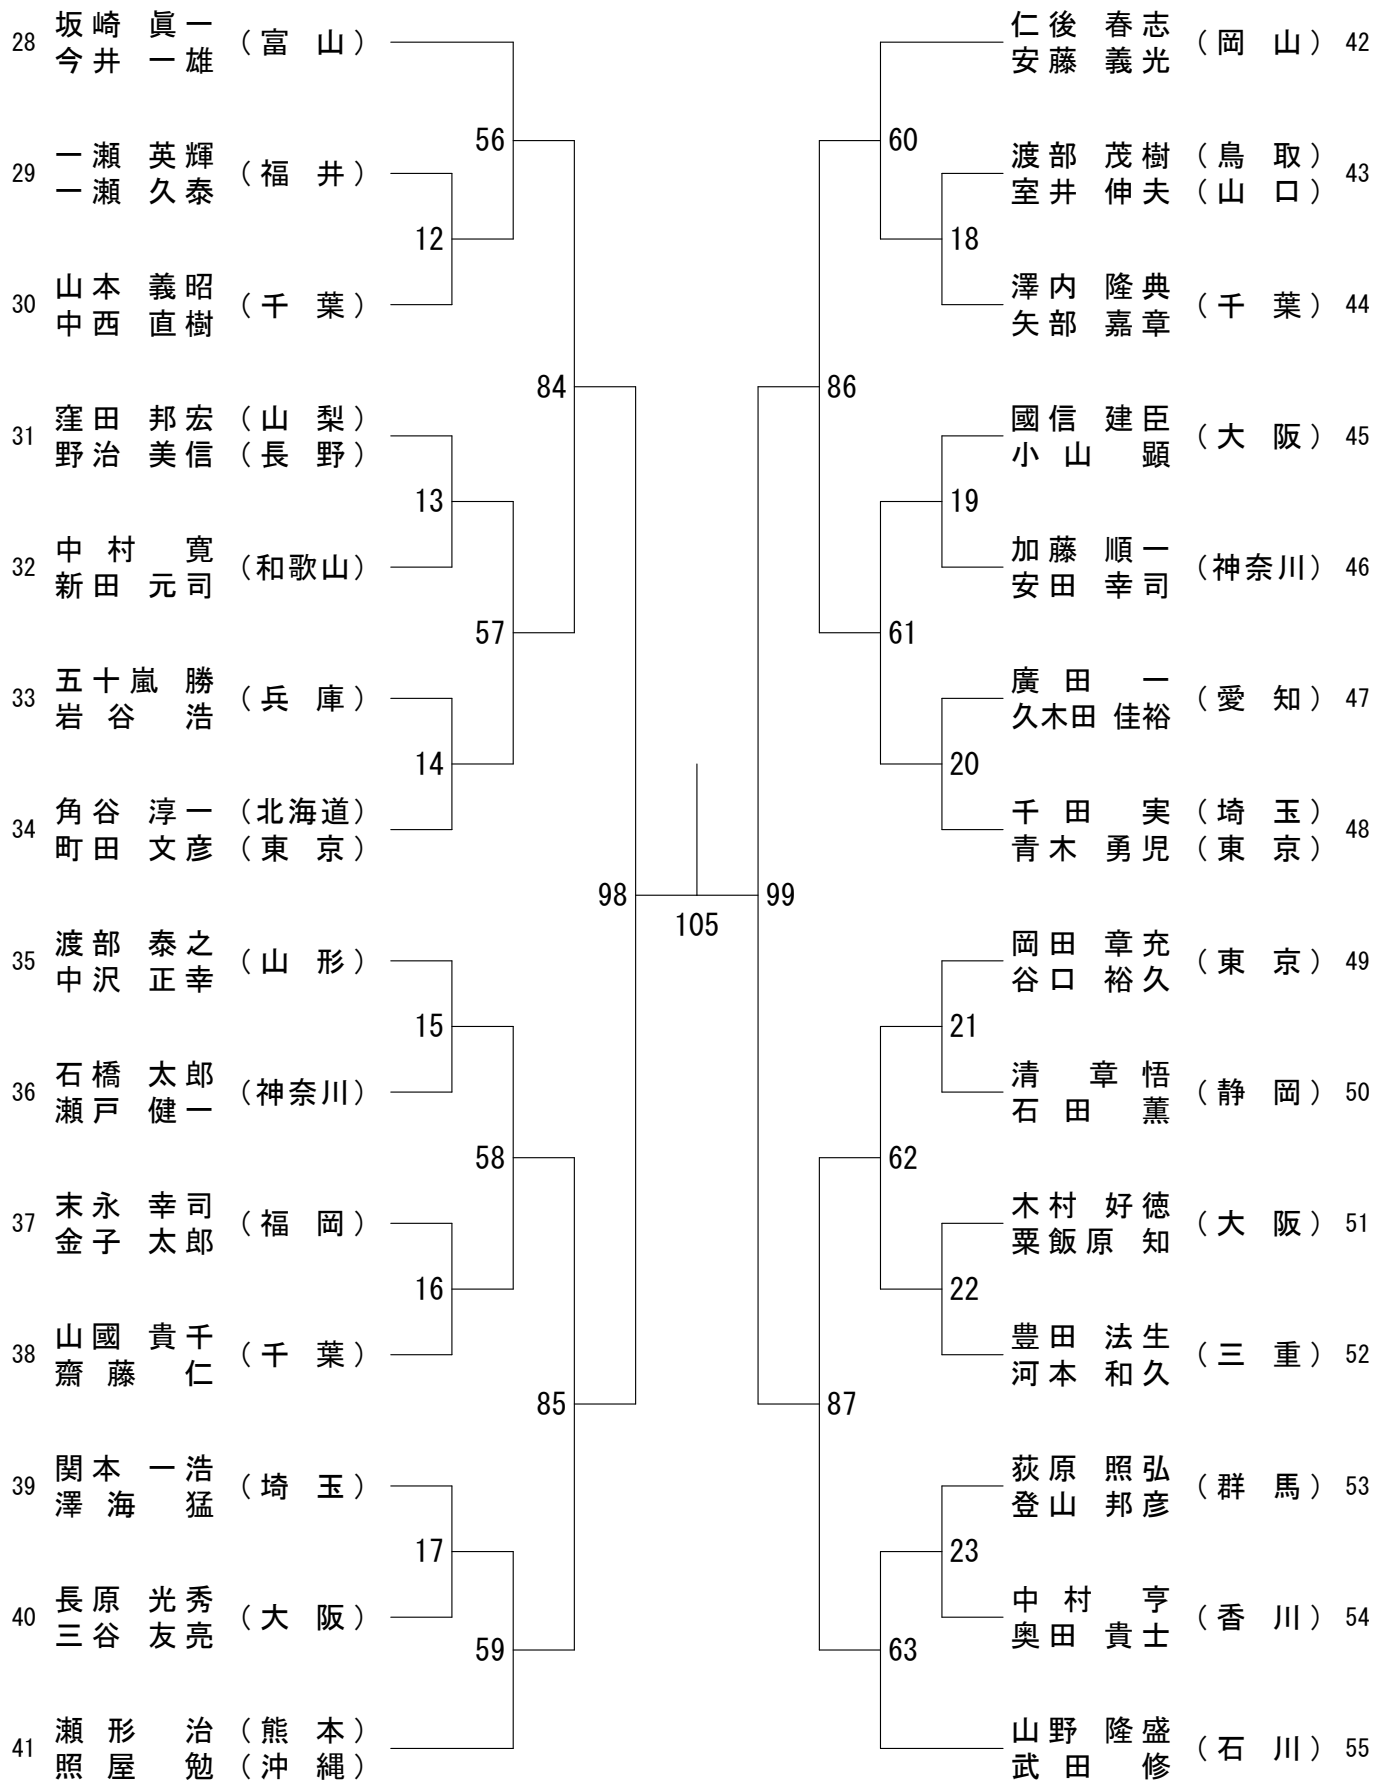 28 坂崎 眞一 (富 山)
今井 一雄
29 一瀬 英輝 (福 井)
一瀬 久泰
30 山本 義昭 (千 葉)
中西 直樹
31 窪田 邦宏 (山 梨)
野治 美信 (長 野)
32 中村 寛 (和歌山)
新田 元司
33 五十嵐 勝 (兵 庫)
岩谷 浩
34 角谷 淳一 (北海道)
町田 文彦 (東 京)
35 渡部 泰之 (山 形)
中沢 正幸
36 石橋 太郎 (神奈川)
瀬戸 健一
37 末永 幸司 (福 岡)
金子 太郎
38 山國 貴千 (千 葉)
齋藤 仁
39 関本 一浩 (埼 玉)
澤海 猛
40 長原 光秀 (大 阪)
三谷 友亮
41 瀬形 治 (熊 本)
照屋 勉 (沖 縄)
12
13
14
15
16
17
56
57
58
59
84
85
98
105
99
86
87
60
61
62
63
18
19
20
21
22
23
仁後 春志 (岡 山) 42
安藤 義光
渡部 茂樹 (鳥 取) 43
室井 伸夫 (山 口)
澤内 隆典 (千 葉) 44
矢部 嘉章
國信 建臣 (大 阪) 45
小山 顕
加藤 順一 (神奈川) 46
安田 幸司
廣田 一 (愛 知) 47
久木田 佳裕
千田 実 (埼 玉) 48
青木 勇児 (東 京)
岡田 章充 (東 京) 49
谷口 裕久
清 章悟 (静 岡) 50
石田 薫
木村 好徳 (大 阪) 51
粟飯原 知
豊田 法生 (三 重) 52
河本 和久
荻原 照弘 (群 馬) 53
登山 邦彦
中村 亨 (香 川) 54
奥田 貴士
山野 隆盛 (石 川) 55
武田 修